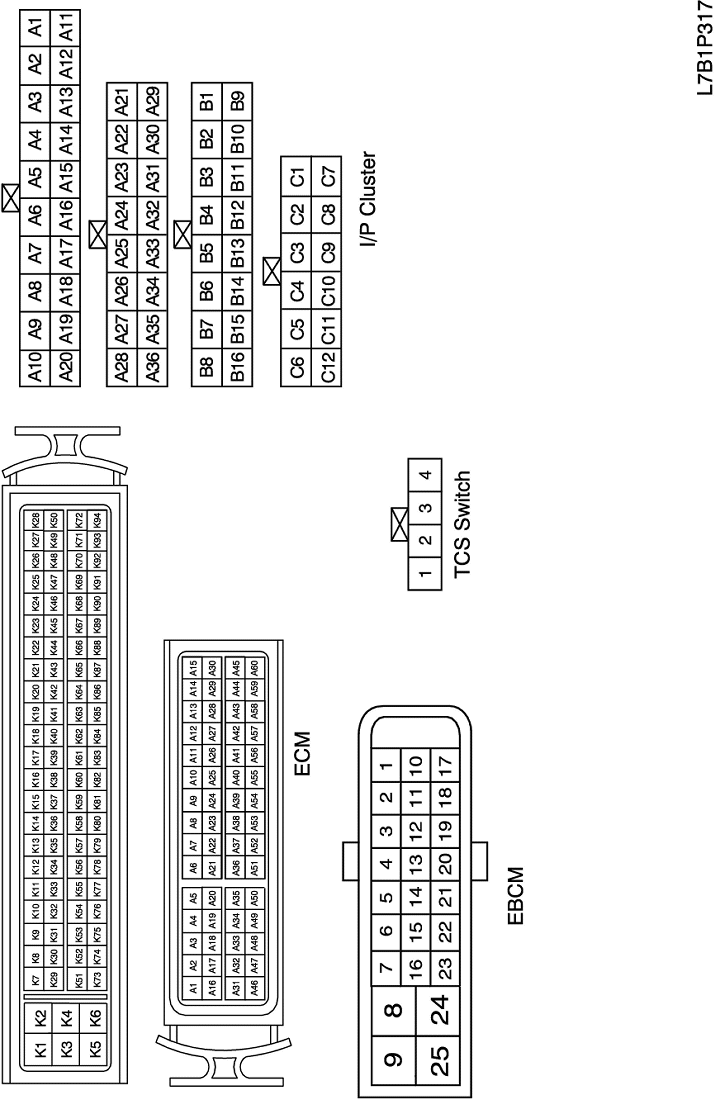 K1 K2
K3 K4
K5 K6
K7 K8 K9 K10 K11 K12 K13 K14 K15 K16 K17 K18 K19 K20 K21 K22 K23 K24 K25 K26 K27 K28
K29 K30 K31 K32 K33 K34 K35 K36 K37 K38 K39 K40 K41 K42 K43 K44 K45 K46 K47 K48 K49 K50
K51 K52 K53 K54 K55 K56 K57 K58 K59 K60 K61 K62 K63 K64 K65 K66 K67 K68 K69 K70 K71 K72
K73 K74 K75 K76 K77 K78 K79 K80 K81 K82 K83 K84 K85 K86 K87 K88 K89 K90 K91 K92 K93 K94
A1 A2 A3 A4 A5 A6 A7 A8 A9 A10 A11 A12 A13 A14 A15
A16 A17 A18 A19 A20 A21 A22 A23 A24 A25 A26 A27 A28 A29 A30
A31 A32 A33 A34 A35 A36 A37 A38 A39 A40 A41 A42 A43 A44 A45
A46 A47 A48 A49 A50 A51 A52 A53 A54 A55 A56 A57 A58 A59 A60
ECM
A10 A9 A8 A7 A6 A5 A4 A3 A2 A1
A20 A19 A18 A17 A16 A15 A14 A13 A12 A11
A28 A27 A26 A25 A24 A23 A22 A21
A36 A35 A34 A33 A32 A31 A30 A29
B8 B7 B6 B5 B4 B3 B2 B1
B16 B15 B14 B13 B12 B11 B10 B9
C6 C5 C4 C3 C2 C1
C12 C11 C10 C9 C8 C7
I/P Cluster
9 8 7 6 5 4 3 2 1
16 15 14 13 12 11 10
25 24 23 22 21 20 19 18 17
EBCM
1 2 3 4
TCS Switch
L7B1P317